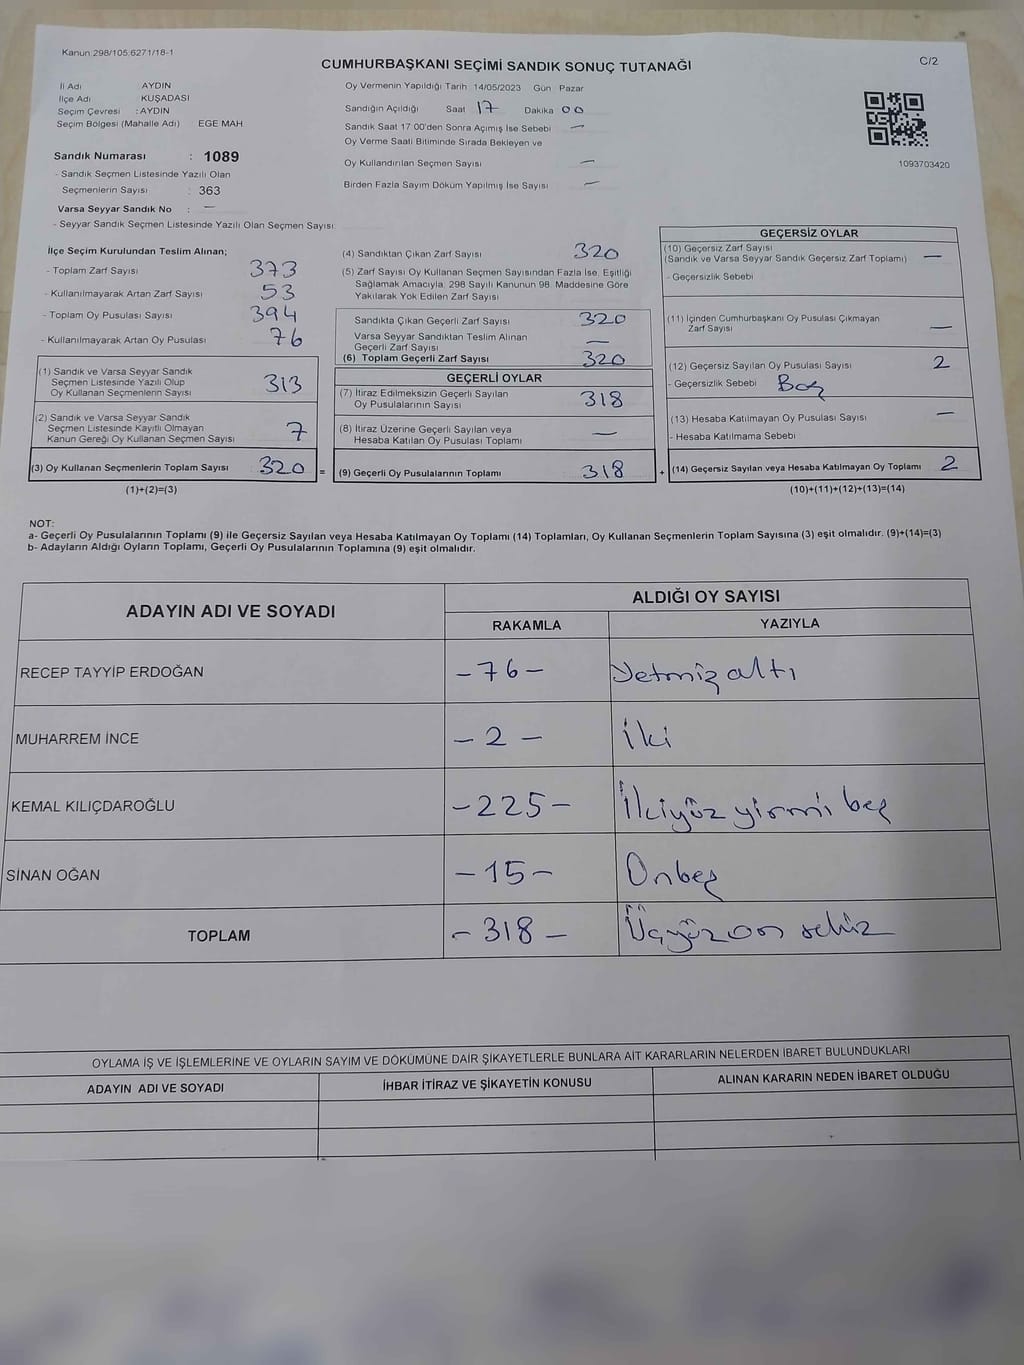 Kanun:298/105,6271/18-1
CUMHURBAŞKANI SEÇİMİ SANDIK SONUÇ TUTANAĞI
C/2
İl Adı AYDIN
İlçe Adı KUŞADASI
Seçim Çevresi : AYDIN
Seçim Bölgesi (Mahalle Adı) EGE MAH
Sandık Numarası : 1089
- Sandık Seçmen Listesinde Yazılı Olan
Seçmenlerin Sayısı : 363
Varsa Seyyar Sandık No : —
- Seyyar Sandık Seçmen Listesinde Yazılı Olan Seçmen Sayısı
Oy Vermenin Yapıldığı Tarih 14/05/2023 Gün Pazar
Sandığın Açıldığı Saat 17 Dakika 00
Sandık Saat 17:00'den Sonra Açımış İse Sebebi —
Oy Verme Saati Bitiminde Sırada Bekleyen ve
Oy Kullandırılan Seçmen Sayısı —
Birden Fazla Sayım Döküm Yapılmış İse Sayısı —
1093703420
İlçe Seçim Kurulundan Teslim Alınan;
- Toplam Zarf Sayısı 373
- Kullanılmayarak Artan Zarf Sayısı 53
- Toplam Oy Pusulası Sayısı 394
- Kullanılmayarak Artan Oy Pusulası 76
(1) Sandık ve Varsa Seyyar Sandık
Seçmen Listesinde Yazılı Olup
Oy Kullanan Seçmenlerin Sayısı 313
(2) Sandık ve Varsa Seyyar Sandık
Seçmen Listesinde Kayıtlı Olmayan
Kanun Gereği Oy Kullanan Seçmen Sayısı 7
(3) Oy Kullanan Seçmenlerin Toplam Sayısı 320 =
(1)+(2)=(3)
(4) Sandıktan Çıkan Zarf Sayısı 320
(5) Zarf Sayısı Oy Kullanan Seçmen Sayısından Fazla İse, Eşitliği
Sağlamak Amacıyla, 298 Sayılı Kanunun 98. Maddesine Göre
Yakılarak Yok Edilen Zarf Sayısı
Sandıkta Çıkan Geçerli Zarf Sayısı 320
Varsa Seyyar Sandıktan Teslim Alınan
Geçerli Zarf Sayısı —
(6) Toplam Geçerli Zarf Sayısı 320
GEÇERLİ OYLAR
(7) İtiraz Edilmeksizin Geçerli Sayılan
Oy Pusulalarının Sayısı 318
(8) İtiraz Üzerine Geçerli Sayılan veya
Hesaba Katılan Oy Pusulası Toplamı —
(9) Geçerli Oy Pusulalarının Toplamı 318 +
GEÇERSİZ OYLAR
(10) Geçersiz Zarf Sayısı
(Sandık ve Varsa Seyyar Sandık Geçersiz Zarf Toplamı) —
- Geçersizlik Sebebi
(11) İçinden Cumhurbaşkanı Oy Pusulası Çıkmayan
Zarf Sayısı —
(12) Geçersiz Sayılan Oy Pusulası Sayısı 2
- Geçersizlik Sebebi Boş
(13) Hesaba Katılmayan Oy Pusulası Sayısı —
- Hesaba Katılmama Sebebi
(14) Geçersiz Sayılan veya Hesaba Katılmayan Oy Toplamı 2
(10)+(11)+(12)+(13)=(14)
NOT:
a- Geçerli Oy Pusulalarının Toplamı (9) ile Geçersiz Sayılan veya Hesaba Katılmayan Oy Toplamı (14) Toplamları, Oy Kullanan Seçmenlerin Toplam Sayısına (3) eşit olmalıdır. (9)+(14)=(3)
b- Adayların Aldığı Oyların Toplamı, Geçerli Oy Pusulalarının Toplamına (9) eşit olmalıdır.
ADAYIN ADI VE SOYADI
ALDIĞI OY SAYISI
RAKAMLA YAZIYLA
RECEP TAYYİP ERDOĞAN -76- Yetmiş altı
MUHARREM İNCE -2- İki
KEMAL KILIÇDAROĞLU -225- İkiyüz yirmi beş
SİNAN OĞAN -15- Onbeş
TOPLAM -318- Üçyüz on sekiz
OYLAMA İŞ VE İŞLEMLERİNE VE OYLARIN SAYIM VE DÖKÜMÜNE DAİR ŞİKAYETLERLE BUNLARA AİT KARARLARIN NELERDEN İBARET BULUNDUKLARI
ADAYIN ADI VE SOYADI İHBAR İTİRAZ VE ŞİKAYETİN KONUSU ALINAN KARARIN NEDEN İBARET OLDUĞU